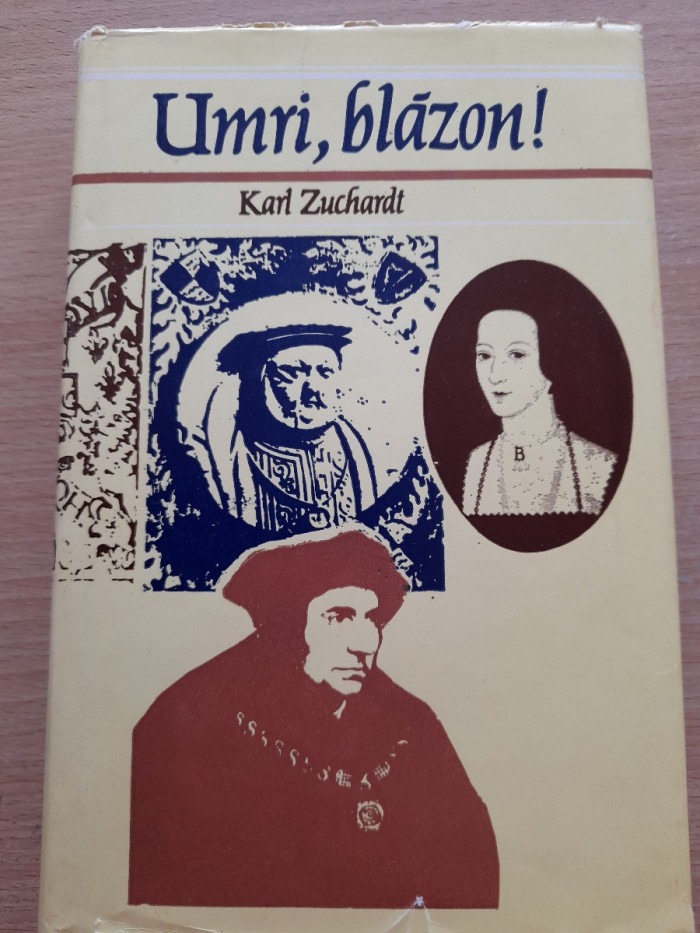 Umri, blázon!
Karl Zuchardt
B